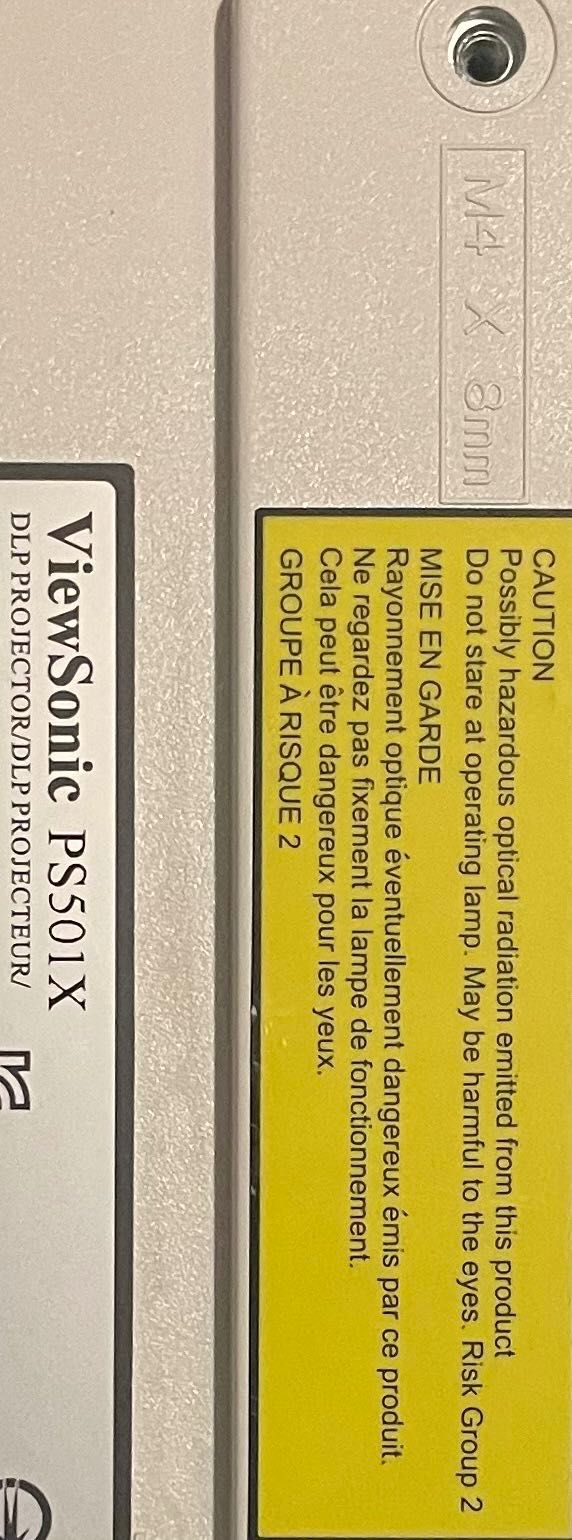 M4 X 8mm
CAUTION
Possibly hazardous optical radiation emitted from this product
Do not stare at operating lamp. May be harmful to the eyes. Risk Group 2
MISE EN GARDE
Rayonnement optique éventuellement dangereux émis par ce produit.
Ne regardez pas fixement la lampe de fonctionnement.
Cela peut être dangereux pour les yeux.
GROUPE À RISQUE 2
ViewSonic PS501X
DLP PROJECTOR/DLP PROJECTEUR/